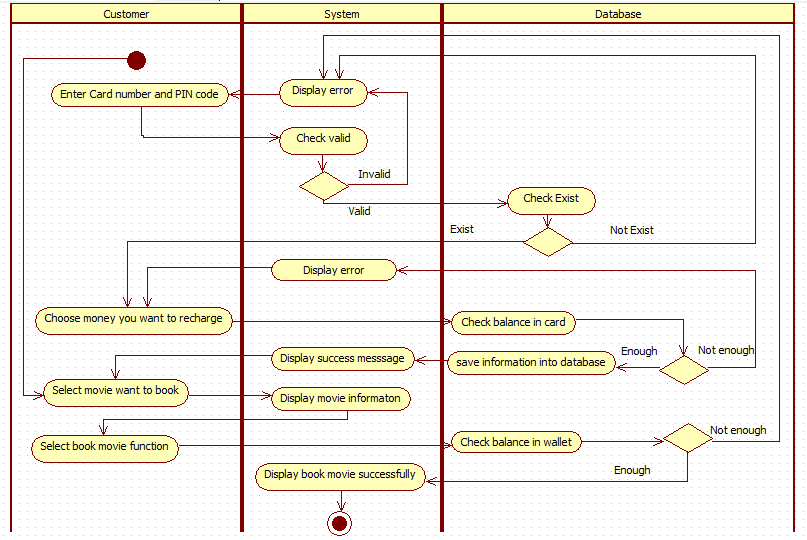 Customer
System
Database
Display error
Enter Card number and PIN code
Check valid
Invalid
Valid
Check Exist
Exist
Not Exist
Display error
Choose money you want to recharge
Check balance in card
Enough
Not enough
Display success messsage
save information into database
Select movie want to book
Display movie informaton
Not enough
Select book movie function
Check balance in wallet
Enough
Display book movie successfully